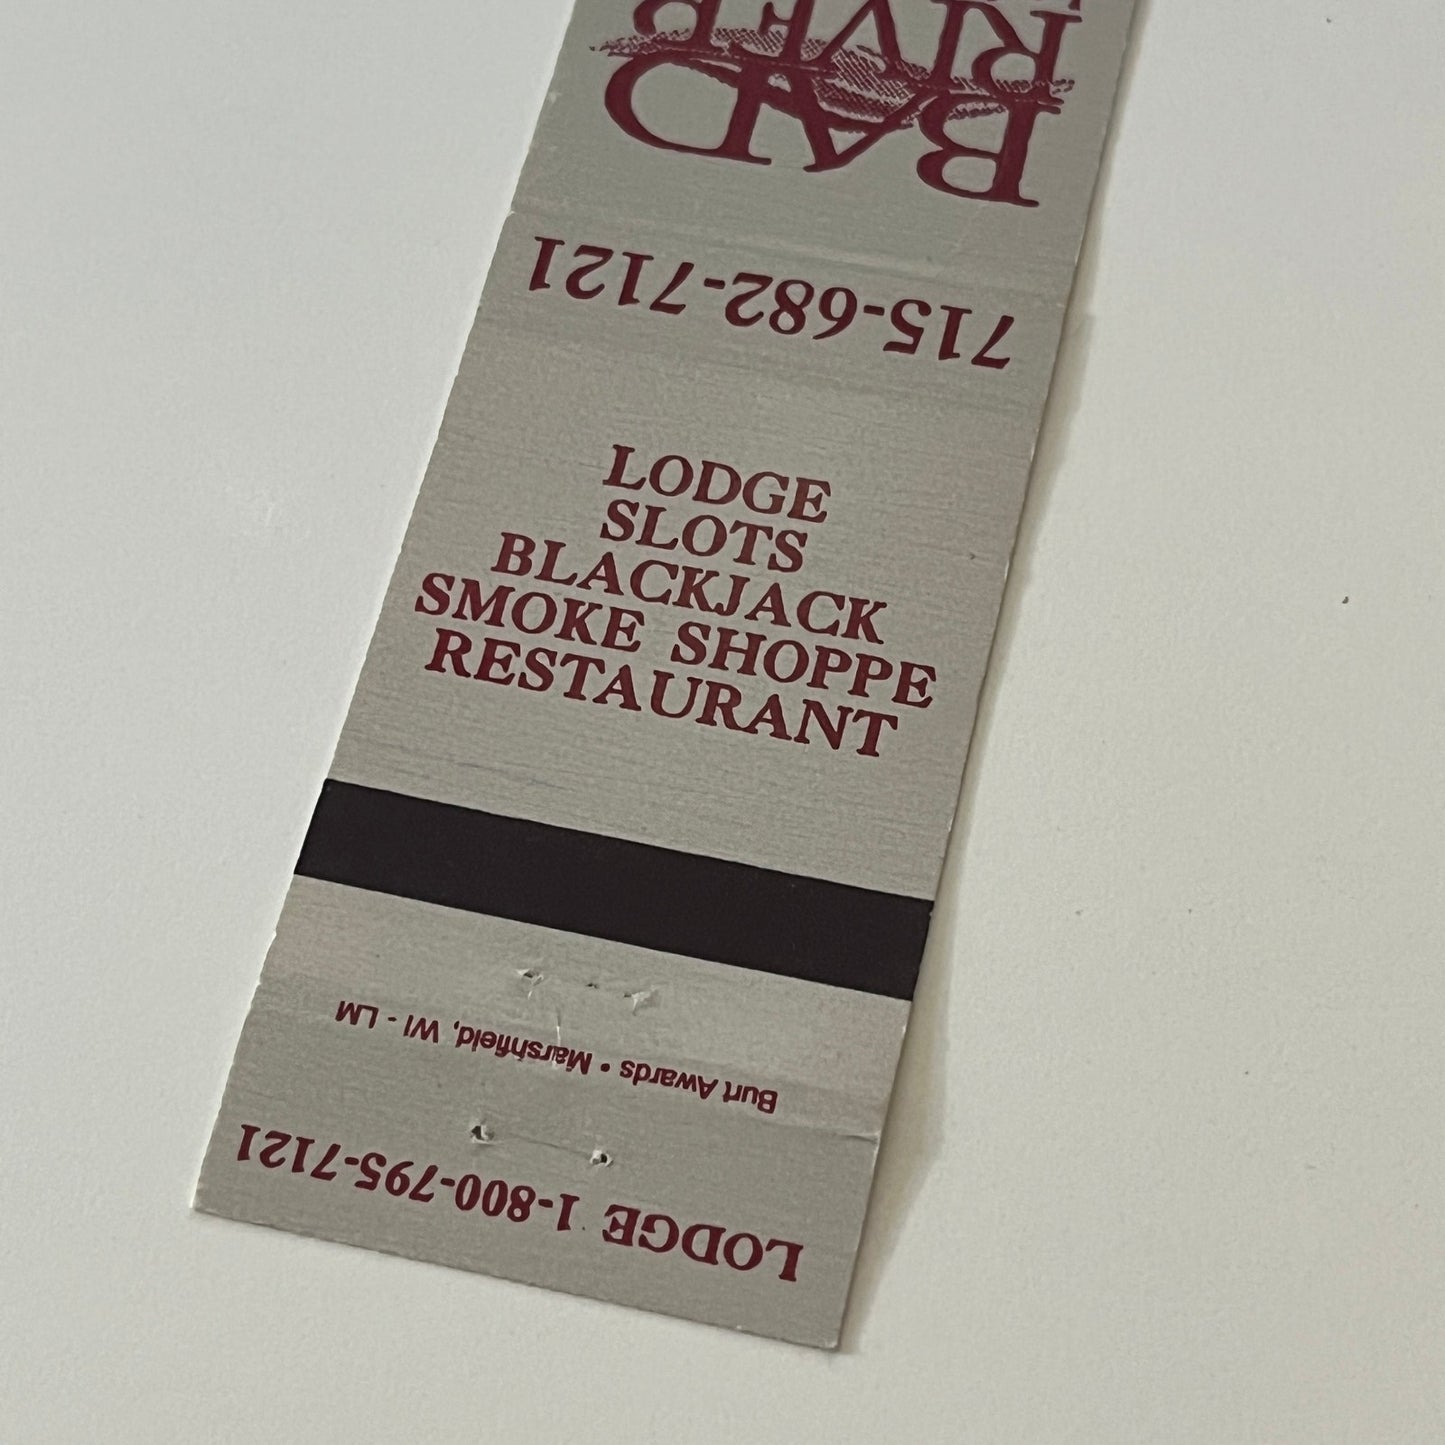 BAD
RIVER
715-682-7121
LODGE
SLOTS
BLACKJACK
SMOKE SHOPPE
RESTAURANT
Burt Awards • Marshfield, WI - LM
LODGE 1-800-795-7121